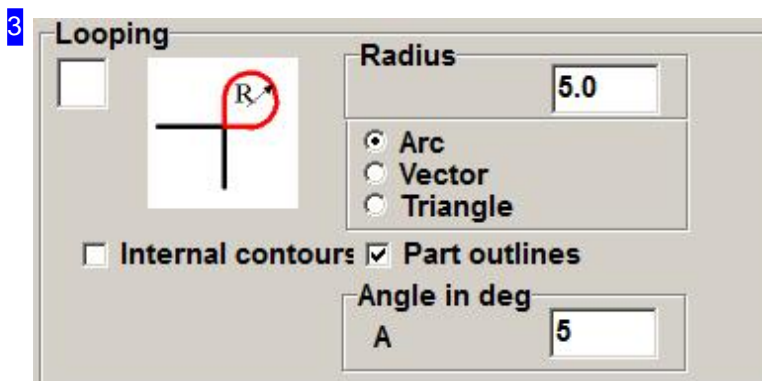 3
Looping
Radius
R
5.0
Arc
Vector
Triangle
Internal contours
Part outlines
Angle in deg
A
5